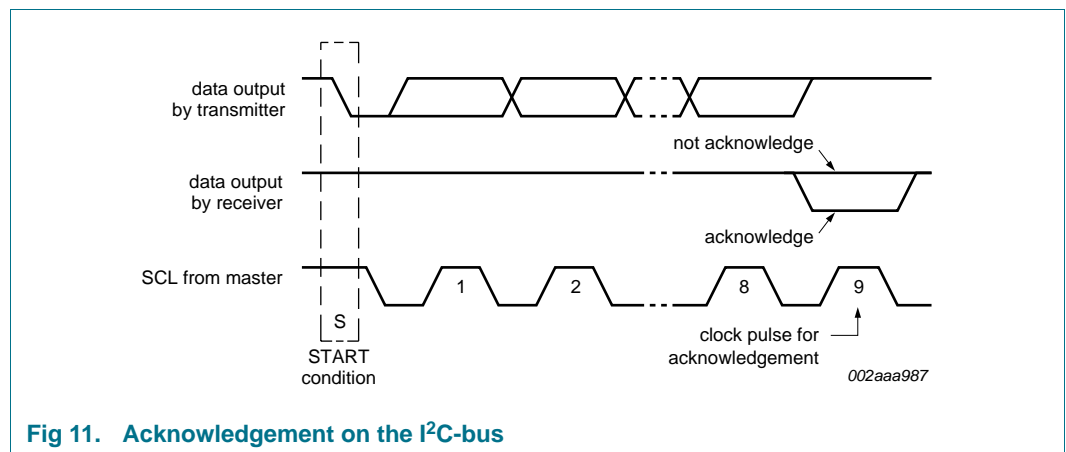 data output
by transmitter
not acknowledge
data output
by receiver
acknowledge
SCL from master
1
2
8
9
S
START
condition
clock pulse for
acknowledgement
002aaa987
Fig 11. Acknowledgement on the I²C-bus